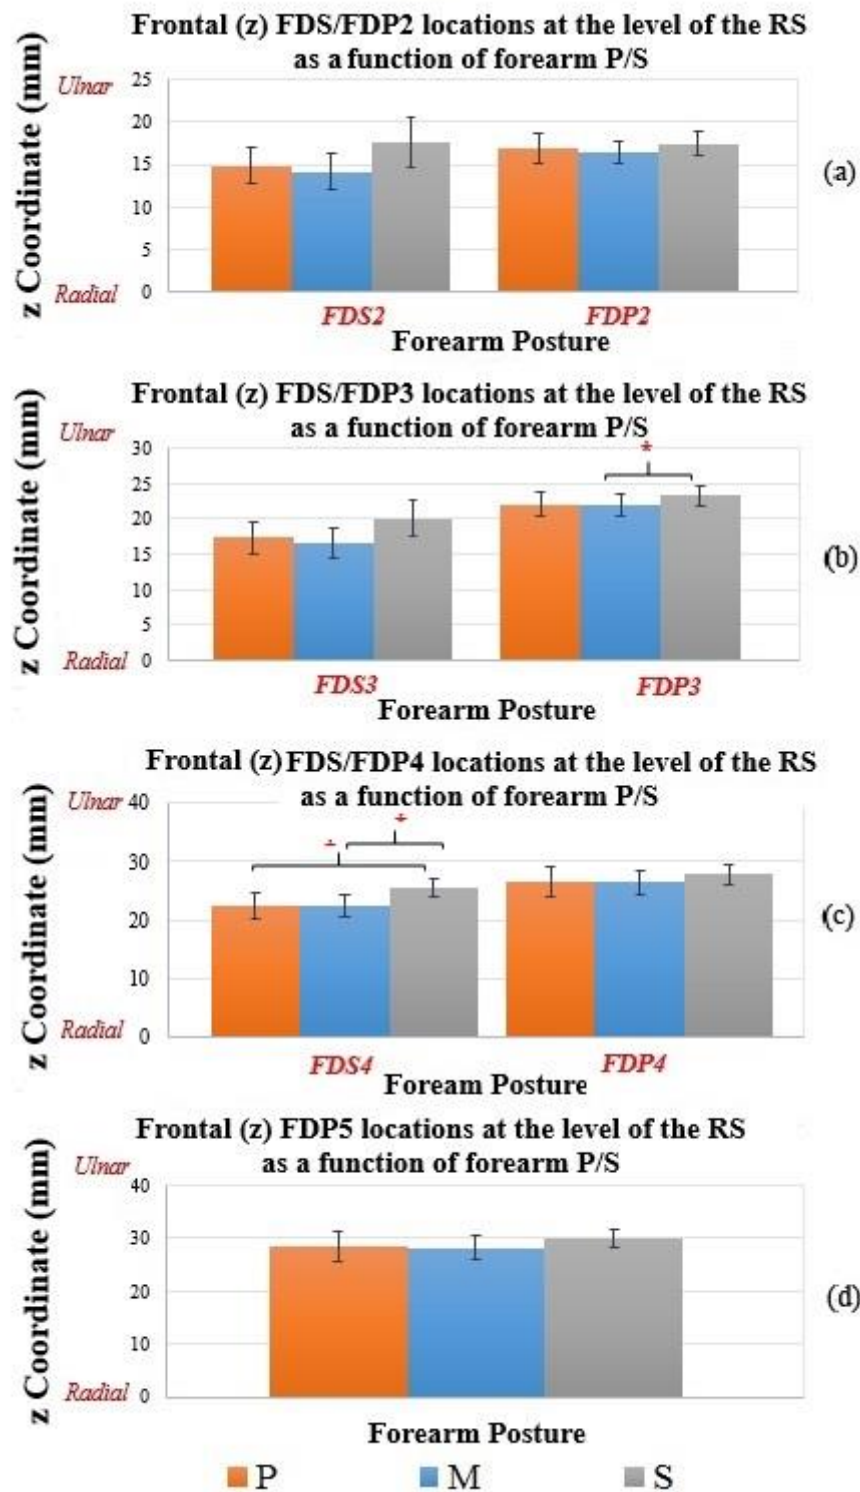 Frontal (z) FDS/FDP2 locations at the level of the RS
as a function of forearm P/S
z Coordinate (mm)
Ulnar
25
20
15
10
5
0
Radial
FDS2
FDP2
Forearm Posture
(a)
Frontal (z) FDS/FDP3 locations at the level of the RS
as a function of forearm P/S
z Coordinate (mm)
Ulnar
30
25
20
15
10
5
0
Radial
*
FDS3
FDP3
Forearm Posture
(b)
Frontal (z) FDS/FDP4 locations at the level of the RS
as a function of forearm P/S
z Coordinate (mm)
Ulnar
40
30
20
10
0
Radial
*
*
FDS4
FDP4
Foream Posture
(c)
Frontal (z) FDP5 locations at the level of the RS
as a function of forearm P/S
z Coordinate (mm)
Ulnar
40
30
20
10
0
Radial
Forearm Posture
(d)
P M S